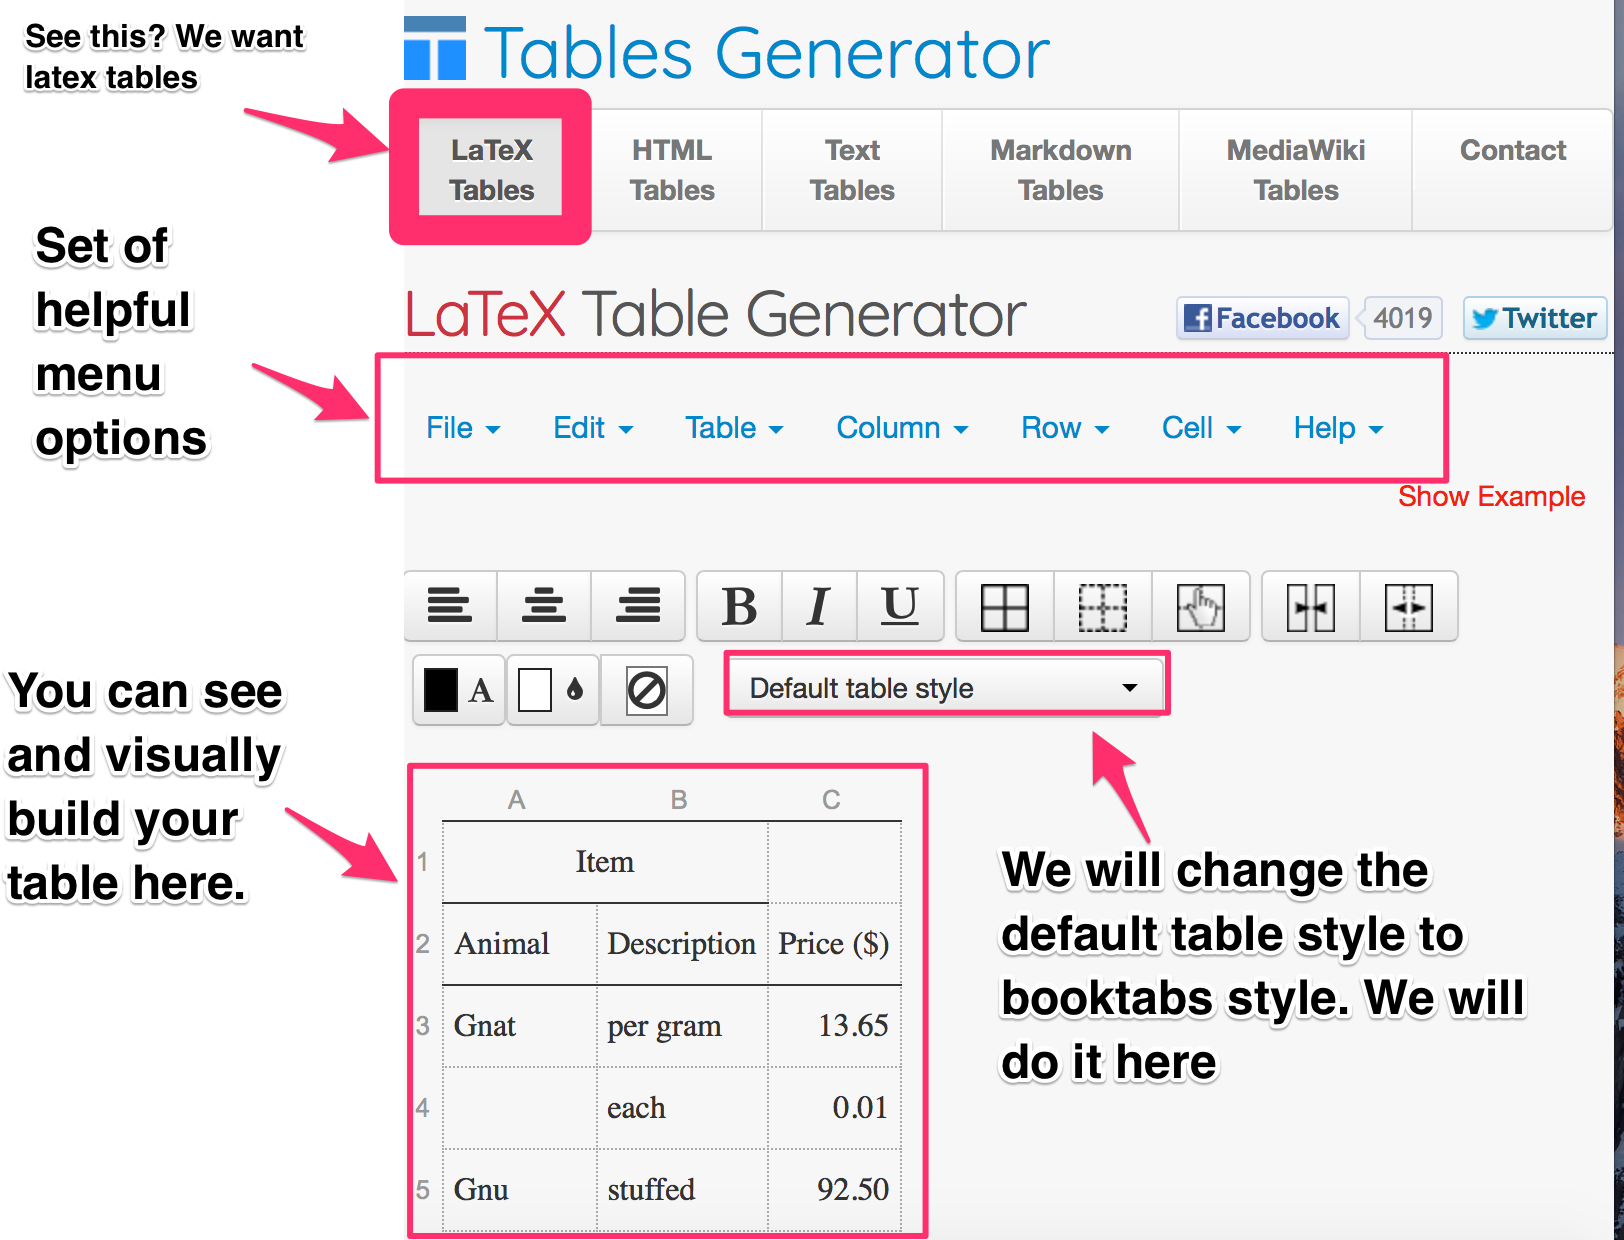 See this? We want
latex tables
Tables Generator
LaTeX
Tables
HTML
Tables
Text
Tables
Markdown
Tables
MediaWiki
Tables
Contact
Set of
helpful
menu
options
LaTeX Table Generator
Facebook 4019 Twitter
File Edit Table Column Row Cell Help
Show Example
B I U
A
Default table style
You can see
and visually
build your
table here.
A B C
1 Item
2 Animal Description Price ($)
3 Gnat per gram 13.65
4 each 0.01
5 Gnu stuffed 92.50
We will change the
default table style to
booktabs style. We will
do it here